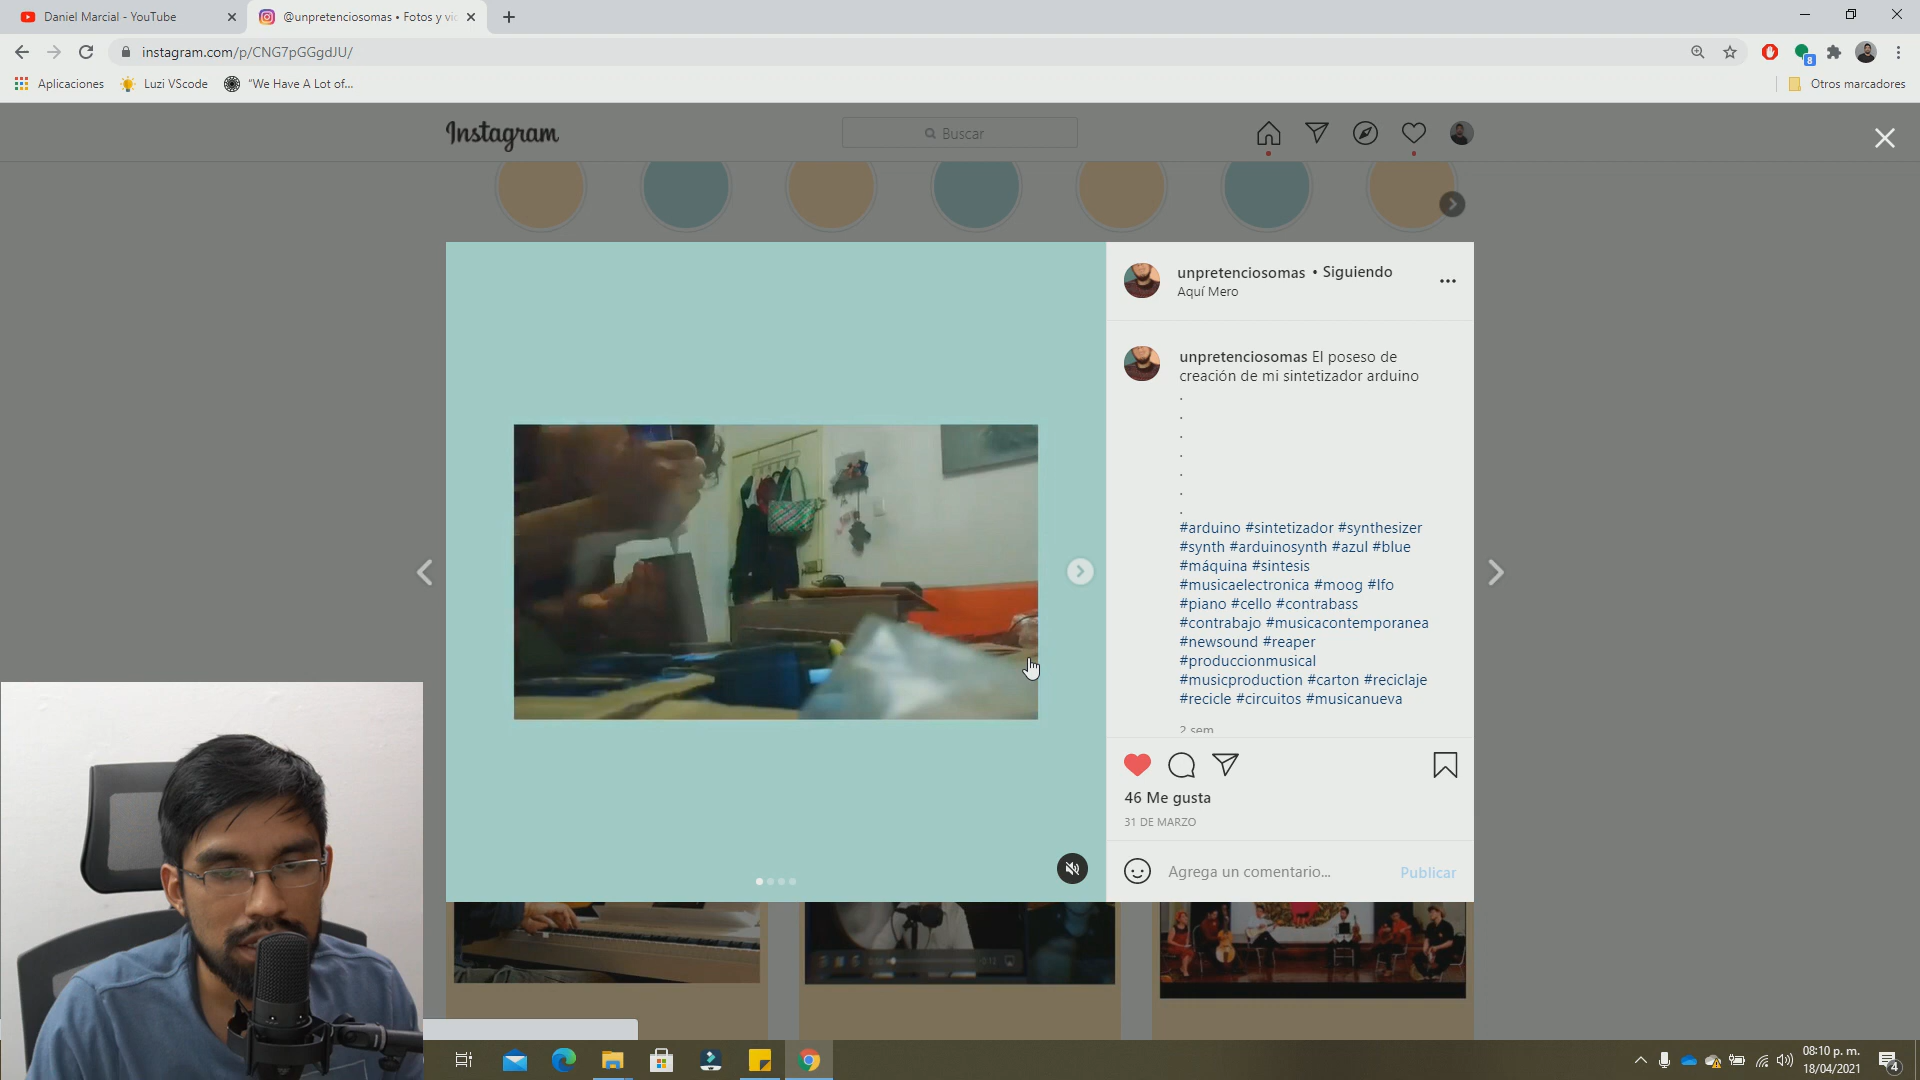 Daniel Marcial - YouTube
@unpretenciosomas • Fotos y vi
instagram.com/p/CNG7pGGgdJU/
8
Aplicaciones
Luzi VScode
"We Have A Lot of...
Otros marcadores
Instagram
Buscar
unpretenciosomas • Siguiendo
Aquí Mero
unpretenciosomas El poseso de
creación de mi sintetizador arduino
.
.
.
.
.
.
.
#arduino #sintetizador #synthesizer
#synth #arduinosynth #azul #blue
#máquina #sintesis
#musicaelectronica #moog #lfo
#piano #cello #contrabass
#contrabajo #musicacontemporanea
#newsound #reaper
#produccionmusical
#musicproduction #carton #reciclaje
#recicle #circuitos #musicanueva
2 sem
46 Me gusta
31 DE MARZO
Agrega un comentario...
Publicar
08:10 p. m.
18/04/2021
4